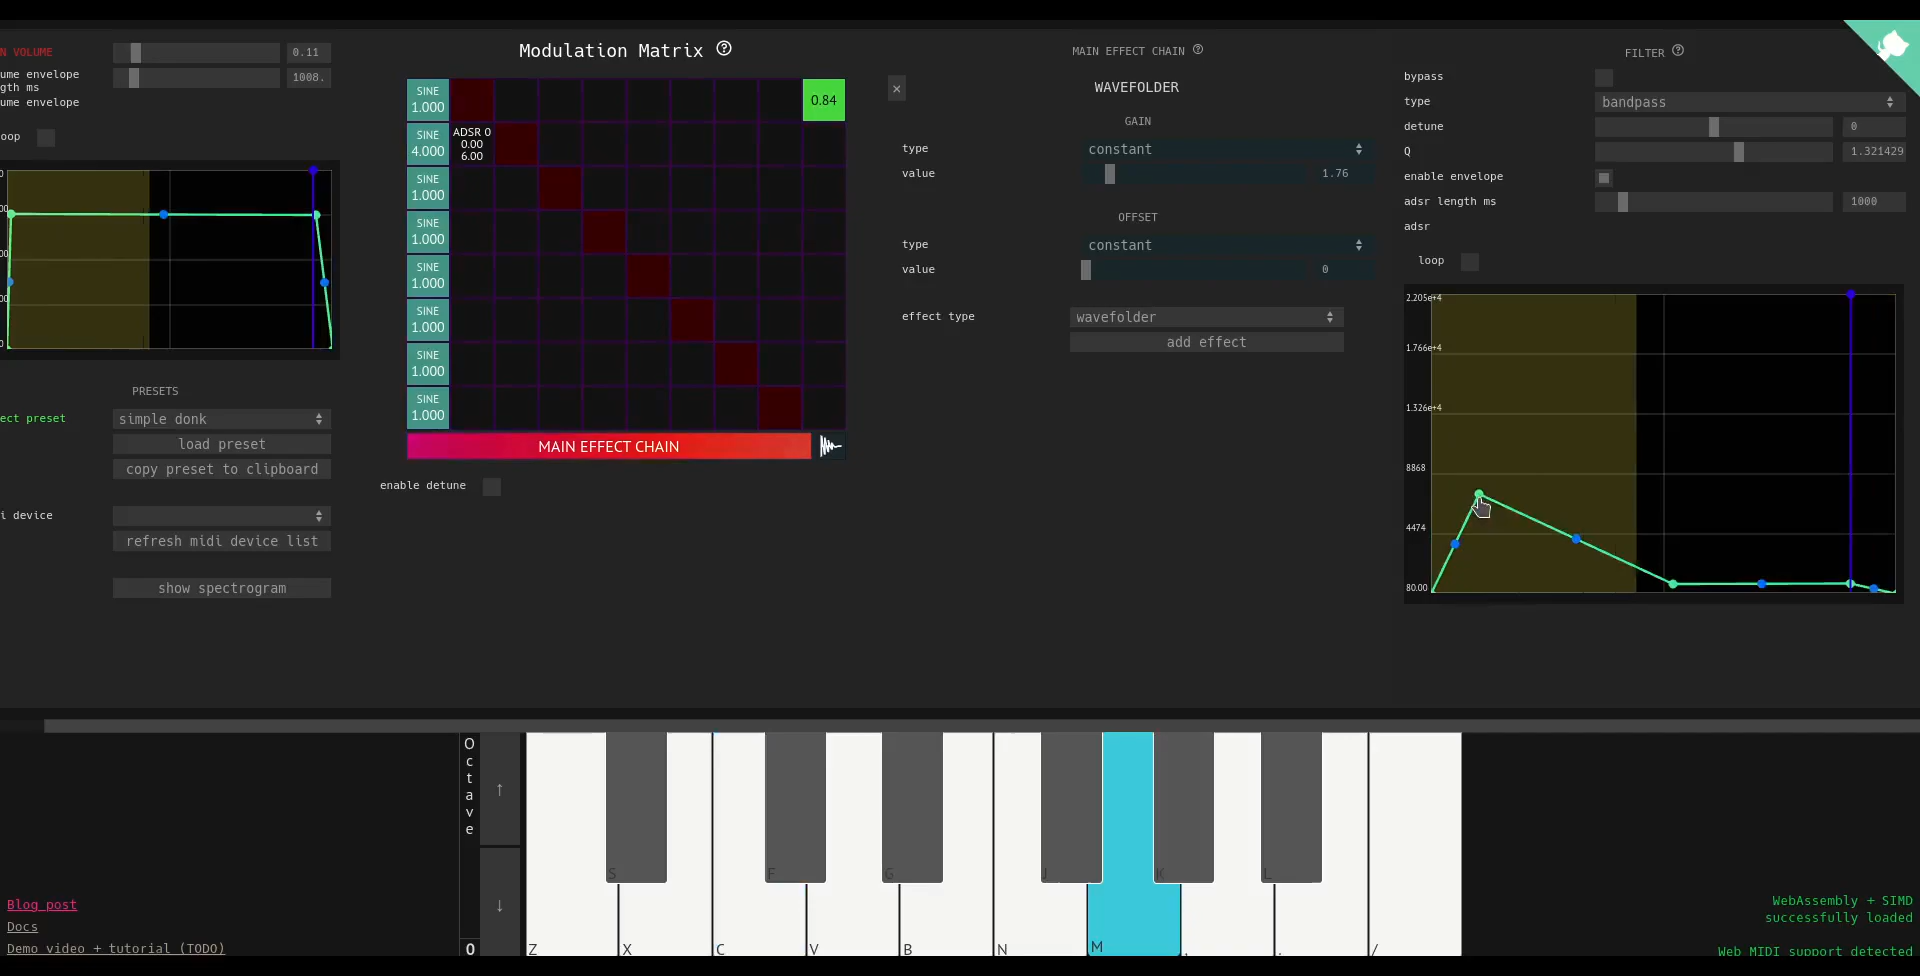 N VOLUME
0.11
ume envelope
gth ms
1008.
ume envelope
oop
PRESETS
ect preset
simple donk
load preset
copy preset to clipboard
i device
refresh midi device list
show spectrogram
Modulation Matrix
SINE
1.000
0.84
SINE
4.000
ADSR 0
0.00
6.00
SINE
1.000
SINE
1.000
SINE
1.000
SINE
1.000
SINE
1.000
SINE
1.000
MAIN EFFECT CHAIN
enable detune
MAIN EFFECT CHAIN
×
WAVEFOLDER
GAIN
type
constant
value
1.76
OFFSET
type
constant
value
0
effect type
wavefolder
add effect
FILTER
bypass
type
bandpass
detune
0
Q
1.321429
enable envelope
adsr length ms
1000
adsr
loop
2.205e+4
1.766e+4
1.326e+4
8868
4474
80.00
Octave
↑
↓
0
S
F
G
J
K
L
Z
X
C
V
B
N
M
,
.
/
Blog post
Docs
Demo video + tutorial (TODO)
WebAssembly + SIMD
successfully loaded
Web MIDI support detected